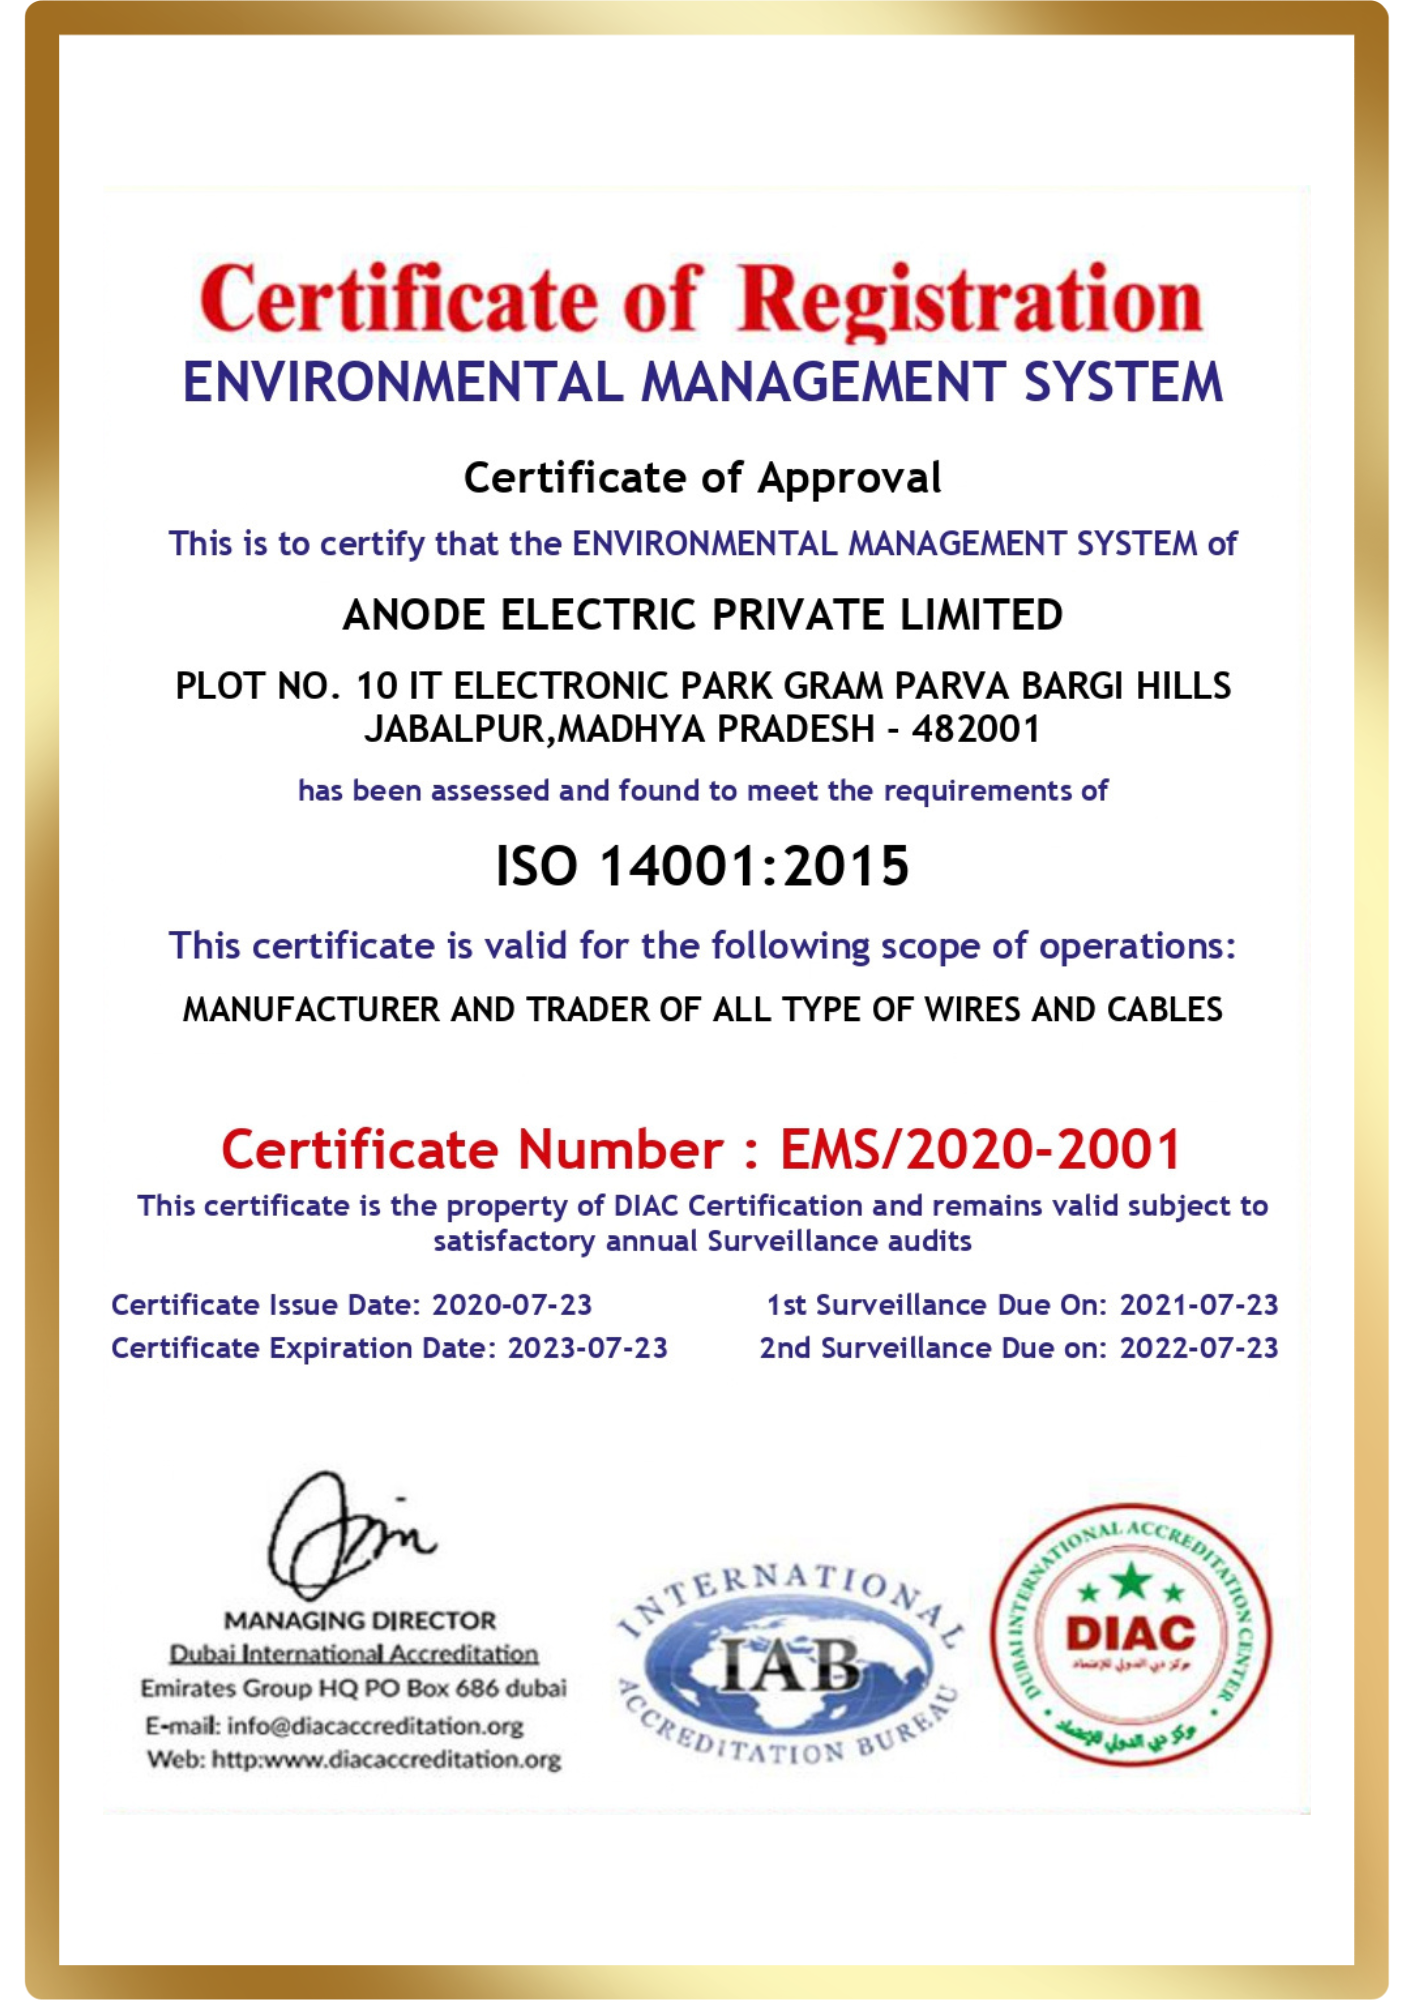 Certificate of Registration
ENVIRONMENTAL MANAGEMENT SYSTEM
Certificate of Approval
This is to certify that the ENVIRONMENTAL MANAGEMENT SYSTEM of
ANODE ELECTRIC PRIVATE LIMITED
PLOT NO. 10 IT ELECTRONIC PARK GRAM PARVA BARGI HILLS
JABALPUR,MADHYA PRADESH - 482001
has been assessed and found to meet the requirements of
ISO 14001:2015
This certificate is valid for the following scope of operations:
MANUFACTURER AND TRADER OF ALL TYPE OF WIRES AND CABLES
Certificate Number : EMS/2020-2001
This certificate is the property of DIAC Certification and remains valid subject to
satisfactory annual Surveillance audits
Certificate Issue Date: 2020-07-23
1st Surveillance Due On: 2021-07-23
Certificate Expiration Date: 2023-07-23
2nd Surveillance Due on: 2022-07-23
MANAGING DIRECTOR
Dubai International Accreditation
Emirates Group HQ PO Box 686 dubai
E-mail: info@diacaccreditation.org
Web: http:www.diacaccreditation.org
INTERNATIONAL
IAB
ACCREDITATION BUREAU
DUBAI INTERNATIONAL ACCREDITATION CENTER
DIAC
مركز دبي الدولي للإعتماد
مركز دبي الدولي للإعتماد